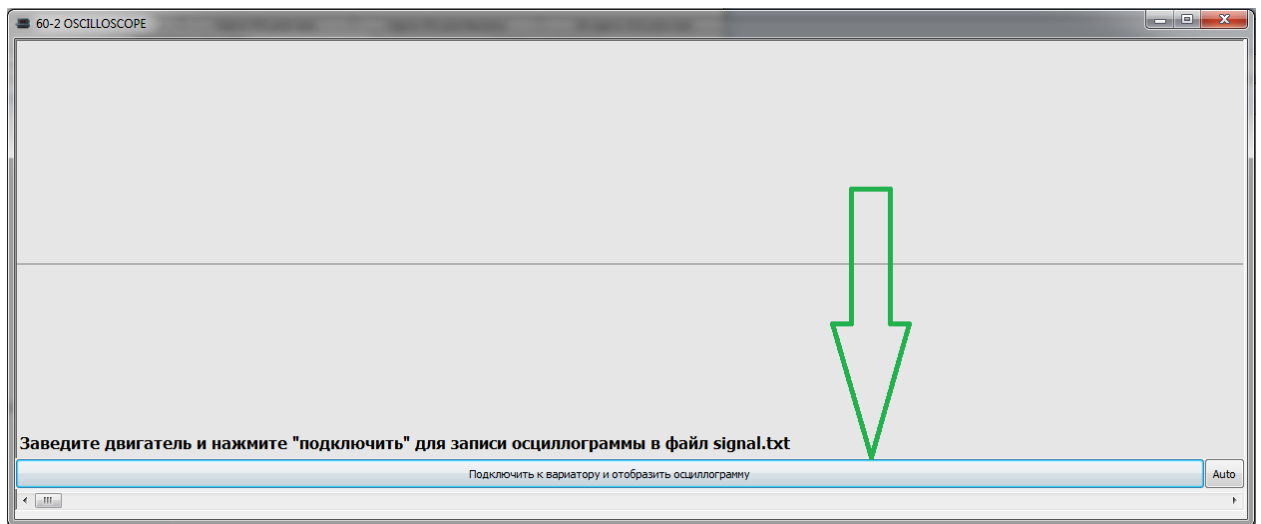 60-2 OSCILLOSCOPE
Заведите двигатель и нажмите "подключить" для записи осциллограммы в файл signal.txt
Подключить к вариатору и отобразить осциллограмму
Auto